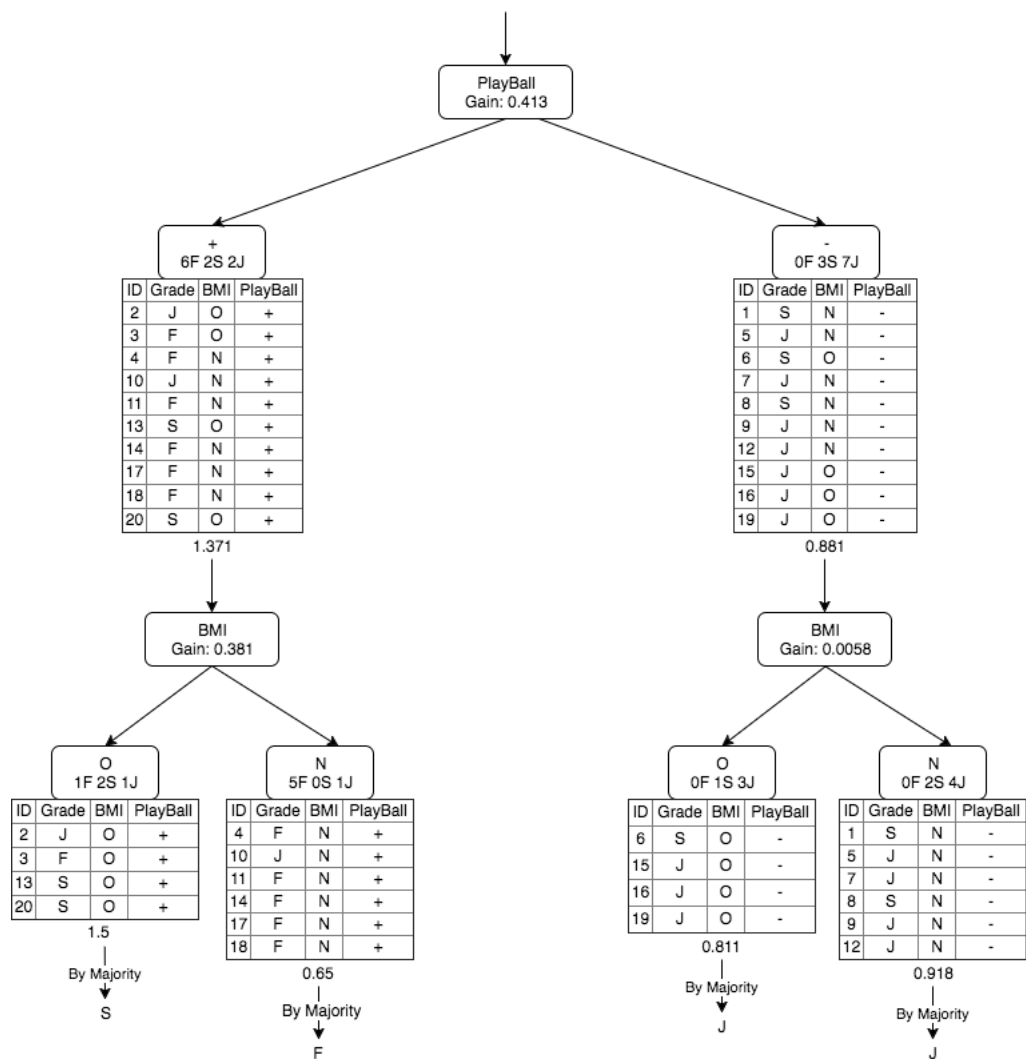 PlayBall
Gain: 0.413
+
6F 2S 2J
ID Grade BMI PlayBall
2 J O +
3 F O +
4 F N +
10 J N +
11 F N +
13 S O +
14 F N +
17 F N +
18 F N +
20 S O +
1.371
BMI
Gain: 0.381
O
1F 2S 1J
ID Grade BMI PlayBall
2 J O +
3 F O +
13 S O +
20 S O +
1.5
By Majority
S
N
5F 0S 1J
ID Grade BMI PlayBall
4 F N +
10 J N +
11 F N +
14 F N +
17 F N +
18 F N +
0.65
By Majority
F
-
0F 3S 7J
ID Grade BMI PlayBall
1 S N -
5 J N -
6 S O -
7 J N -
8 S N -
9 J N -
12 J N -
15 J O -
16 J O -
19 J O -
0.881
BMI
Gain: 0.0058
O
0F 1S 3J
ID Grade BMI PlayBall
6 S O -
15 J O -
16 J O -
19 J O -
0.811
By Majority
J
N
0F 2S 4J
ID Grade BMI PlayBall
1 S N -
5 J N -
7 J N -
8 S N -
9 J N -
12 J N -
0.918
By Majority
J